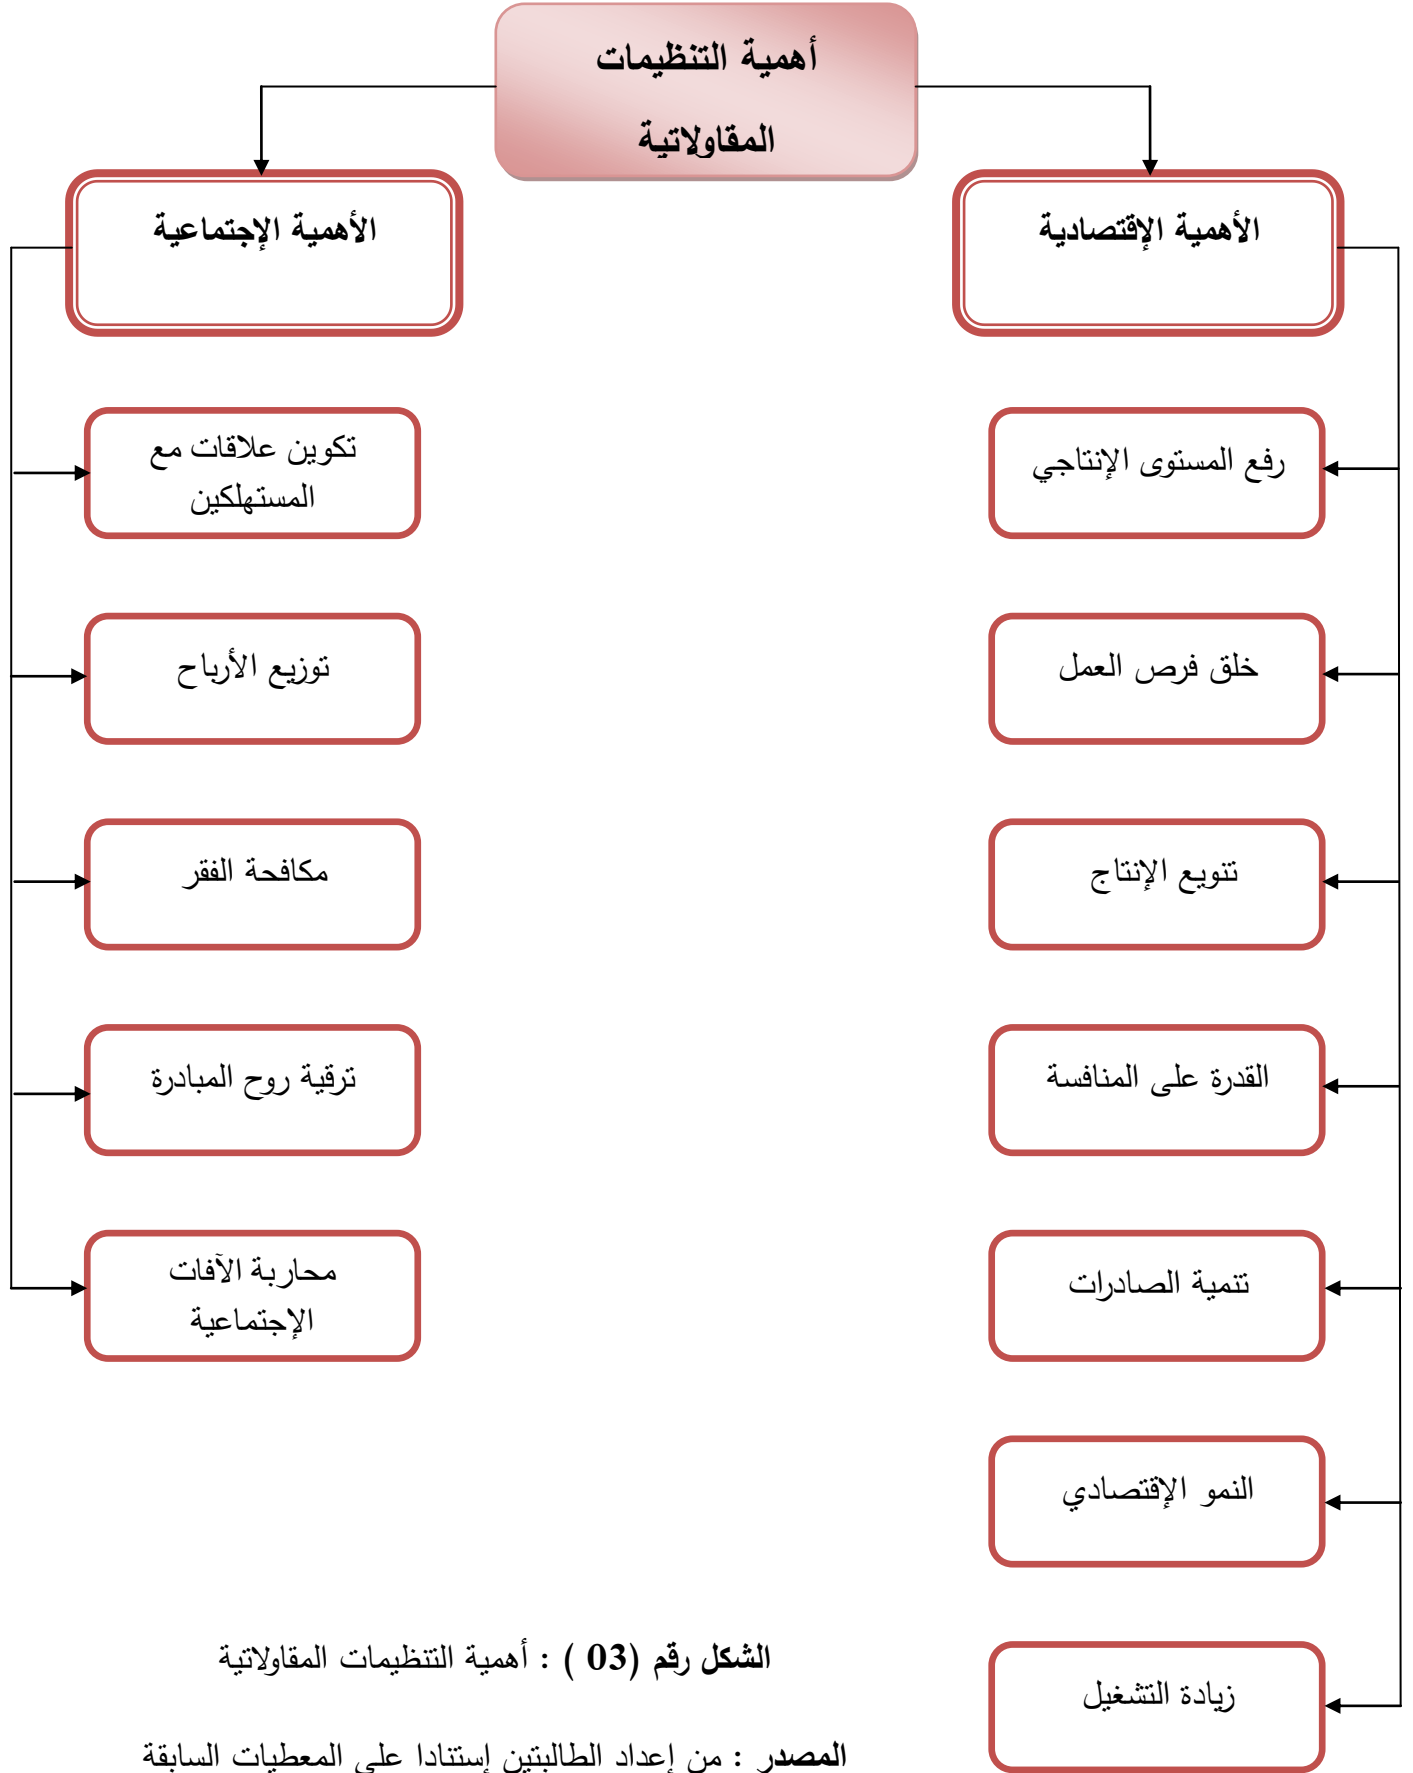 أهمية التنظيمات
المقاولاتية
الأهمية الإقتصادية
رفع المستوى الإنتاجي
خلق فرص العمل
تنويع الإنتاج
القدرة على المنافسة
تنمية الصادرات
النمو الإقتصادي
زيادة التشغيل
الأهمية الإجتماعية
تكوين علاقات مع
المستهلكين
توزيع الأرباح
مكافحة الفقر
ترقية روح المبادرة
محاربة الآفات
الإجتماعية
الشكل رقم (03 ) : أهمية التنظيمات المقاولاتية
المصدر : من إعداد الطالبتين إستنادا على المعطيات السابقة